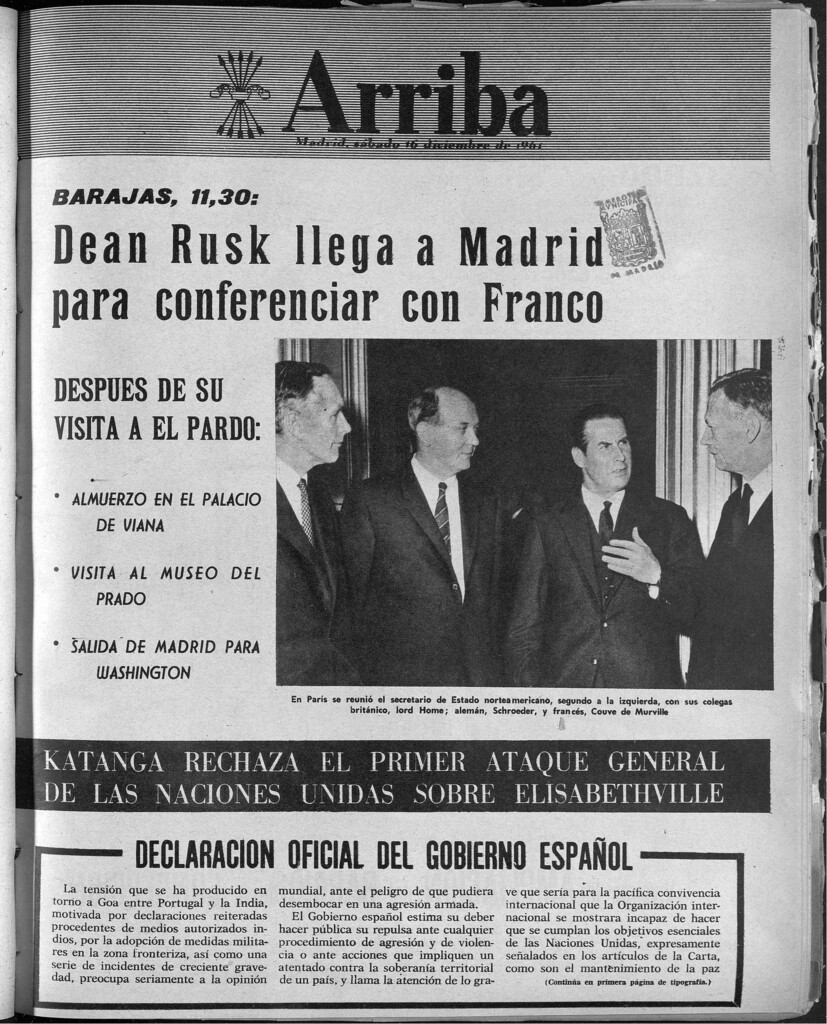 Arriba
Madrid, sábado 16 diciembre de 1961
BARAJAS, 11,30:
Dean Rusk llega a Madrid
para conferenciar con Franco
DE MADRID
DESPUES DE SU
VISITA A EL PARDO:
• ALMUERZO EN EL PALACIO
DE VIANA
• VISITA AL MUSEO DEL
PRADO
• SALIDA DE MADRID PARA
WASHINGTON
En París se reunió el secretario de Estado norteamericano, segundo a la izquierda, con sus colegas
británico, lord Home; alemán, Schroeder, y francés, Couve de Murville
KATANGA RECHAZA EL PRIMER ATAQUE GENERAL
DE LAS NACIONES UNIDAS SOBRE ELISABETHVILLE
DECLARACION OFICIAL DEL GOBIERNO ESPAÑOL
La tensión que se ha producido en
torno a Goa entre Portugal y la India,
motivada por declaraciones reiteradas
procedentes de medios autorizados in-
dios, por la adopción de medidas milita-
res en la zona fronteriza, así como una
serie de incidentes de creciente grave-
dad, preocupa seriamente a la opinión
mundial, ante el peligro de que pudiera
desembocar en una agresión armada.
El Gobierno español estima su deber
hacer pública su repulsa ante cualquier
procedimiento de agresión y de violen-
cia o ante acciones que impliquen un
atentado contra la soberanía territorial
de un país, y llama la atención de lo gra-
ve que sería para la pacífica convivencia
internacional que la Organización inter-
nacional se mostrara incapaz de hacer
que se cumplan los objetivos esenciales
de las Naciones Unidas, expresamente
señalados en los artículos de la Carta,
como son el mantenimiento de la paz
(Continúa en primera página de tipografía.)